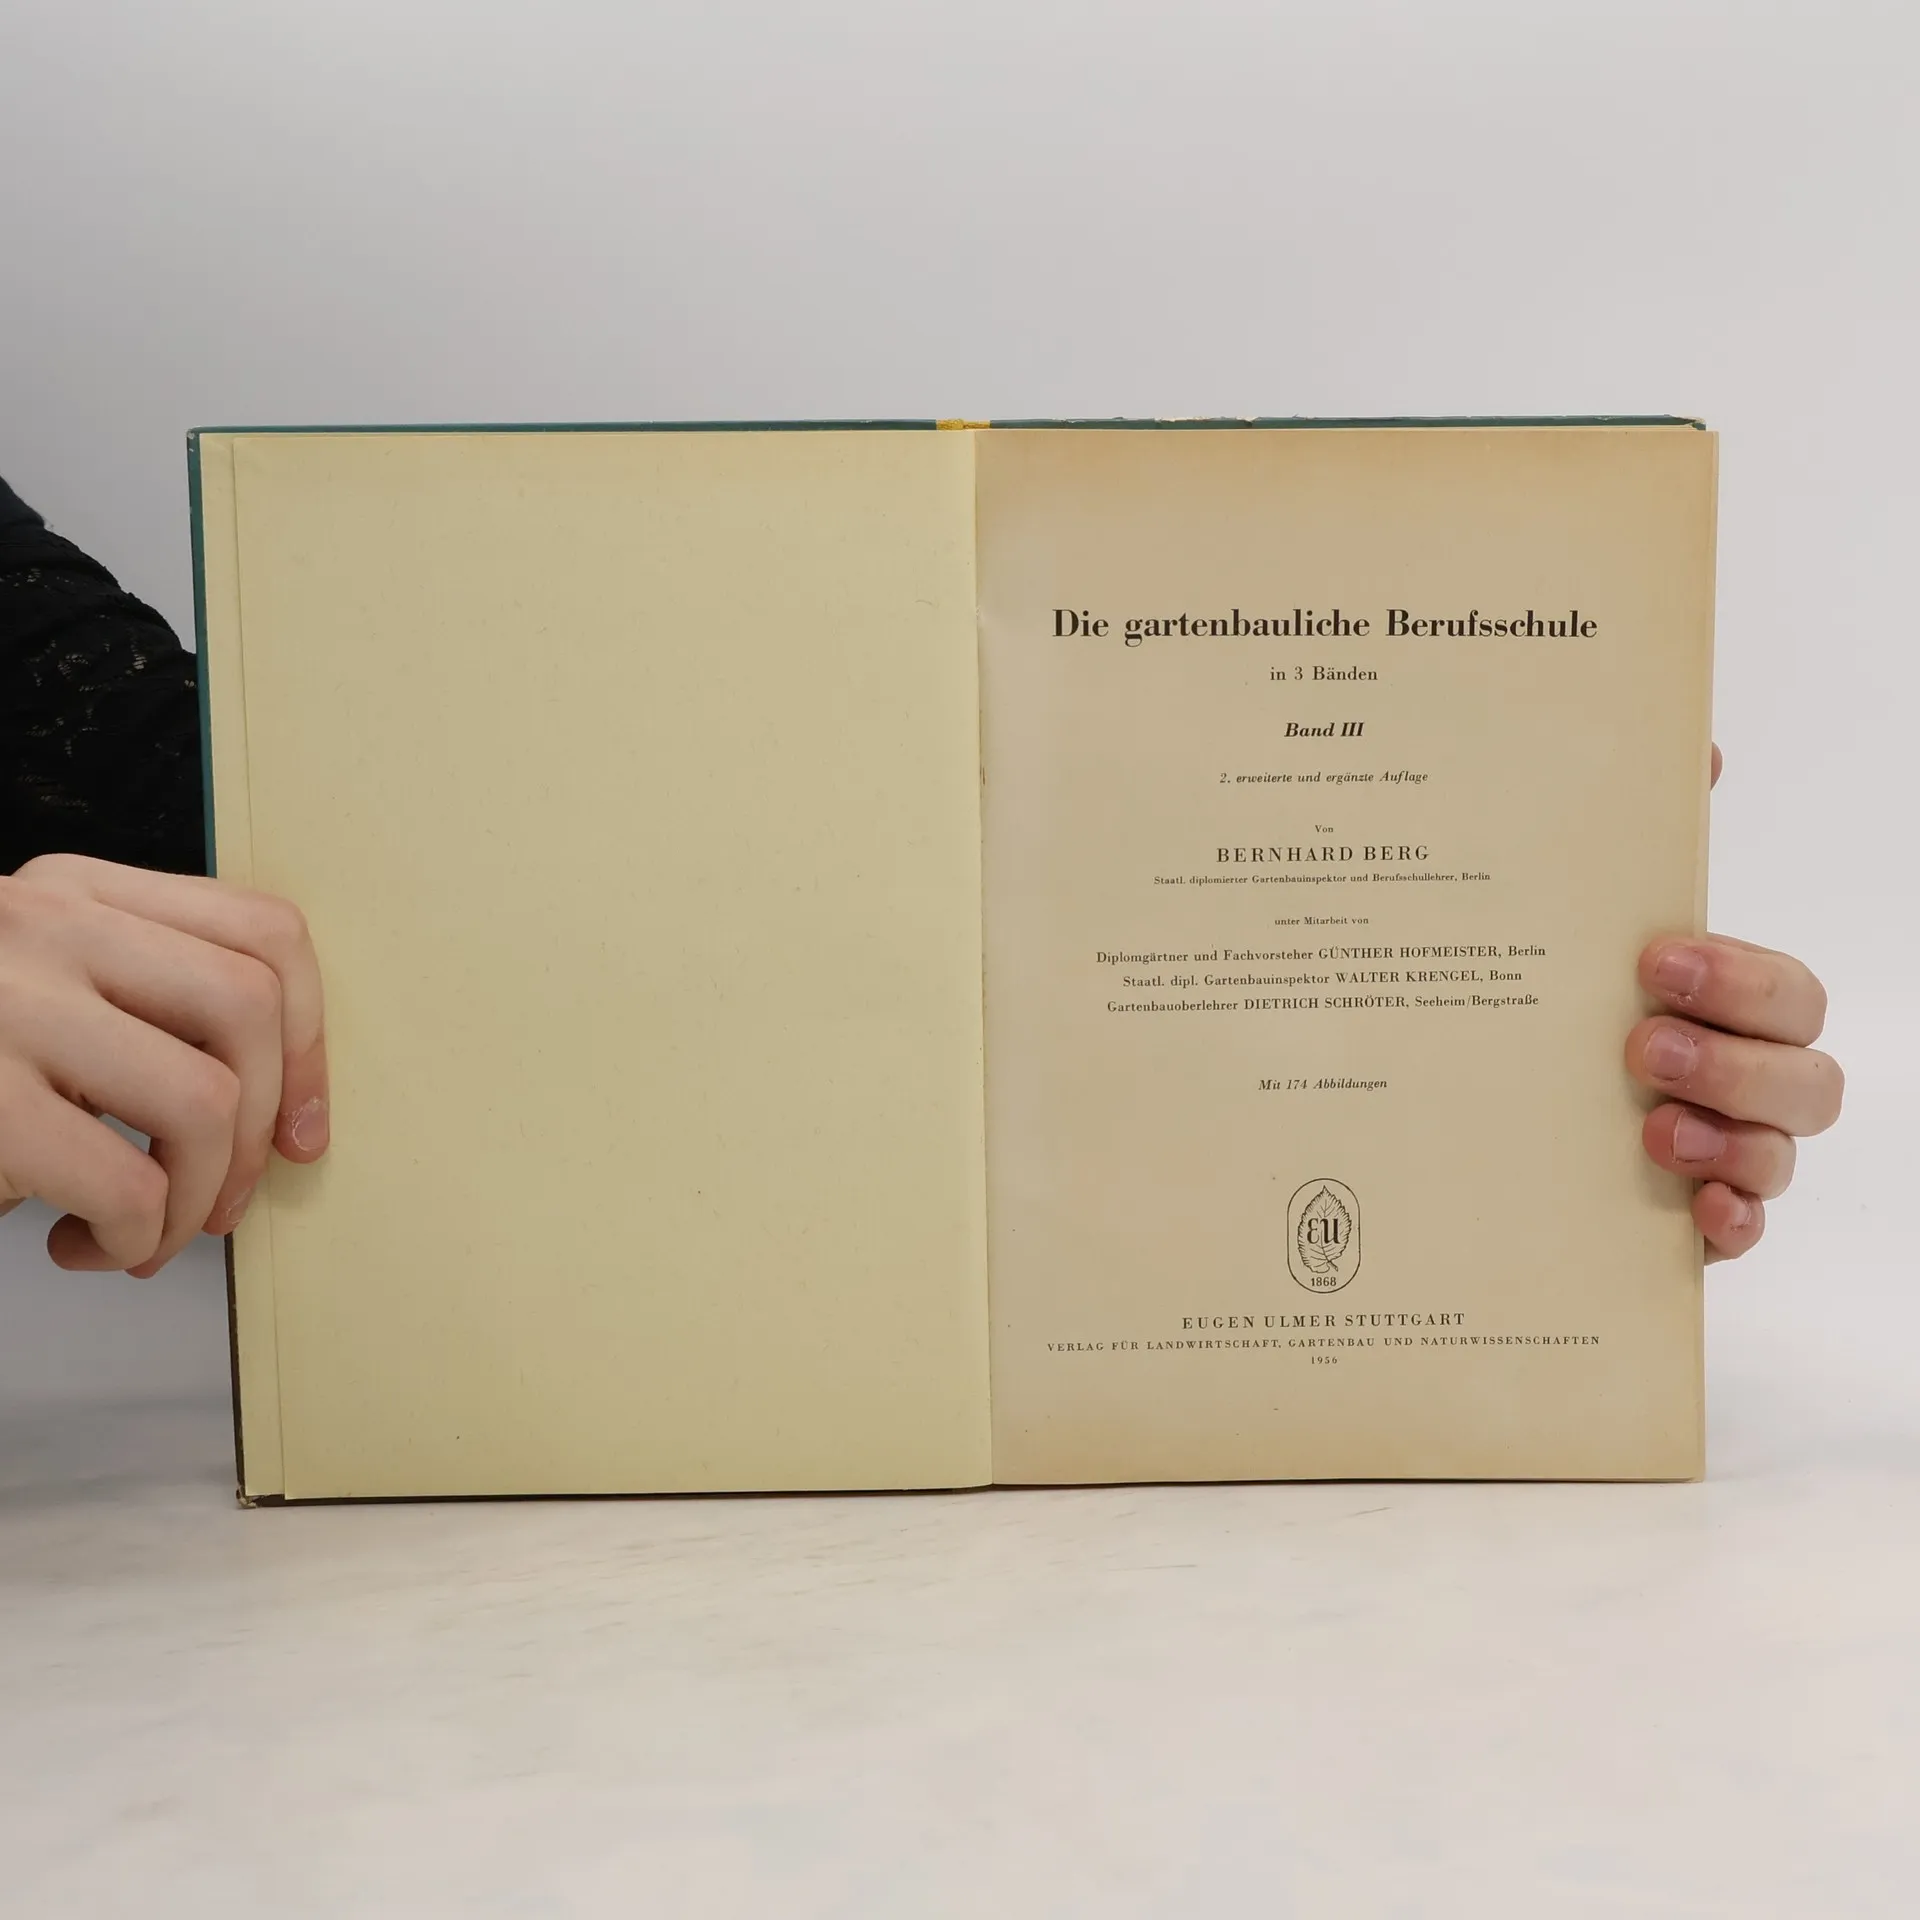 Die gartenbauliche Berufsschule
in 3 Bänden
Band III
2. erweiterte und ergänzte Auflage
Von
BERNHARD BERG
Staatl. diplomierter Gartenbauinspektor und Berufsschullehrer, Berlin
unter Mitarbeit von
Diplomgärtner und Fachvorsteher GÜNTHER HOFMEISTER, Berlin
Staatl. dipl. Gartenbauinspektor WALTER KRENGEL, Bonn
Gartenbauoberlehrer DIETRICH SCHRÖTER, Seeheim/Bergstraße
Mit 174 Abbildungen
EU
1868
EUGEN ULMER STUTTGART
VERLAG FÜR LANDWIRTSCHAFT, GARTENBAU UND NATURWISSENSCHAFTEN
1956